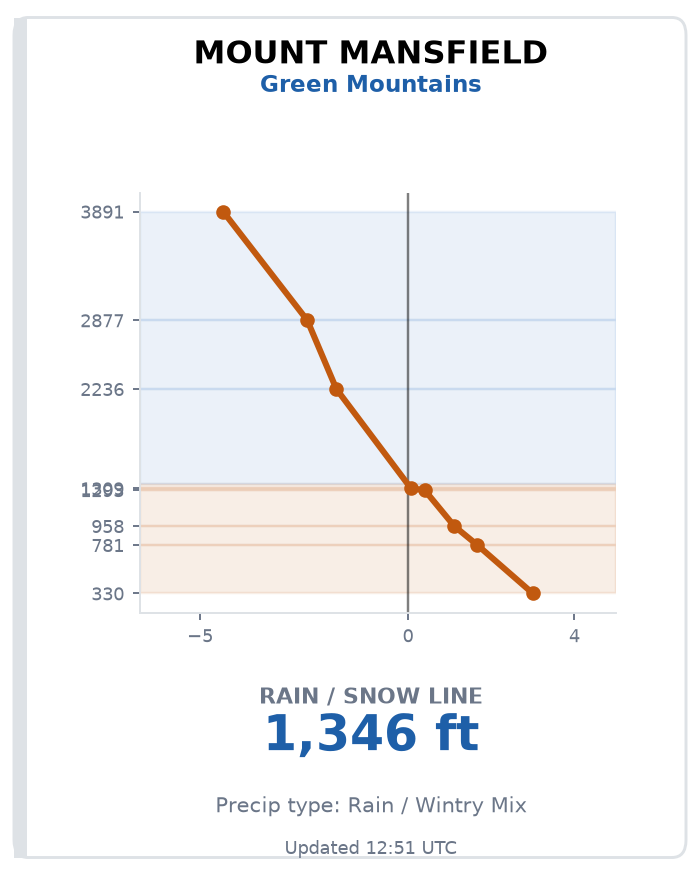 MOUNT MANSFIELD
Green Mountains
3891
2877
2236
958
781
330
−5 0 4
RAIN / SNOW LINE
1,346 ft
Precip type: Rain / Wintry Mix
Updated 12:51 UTC